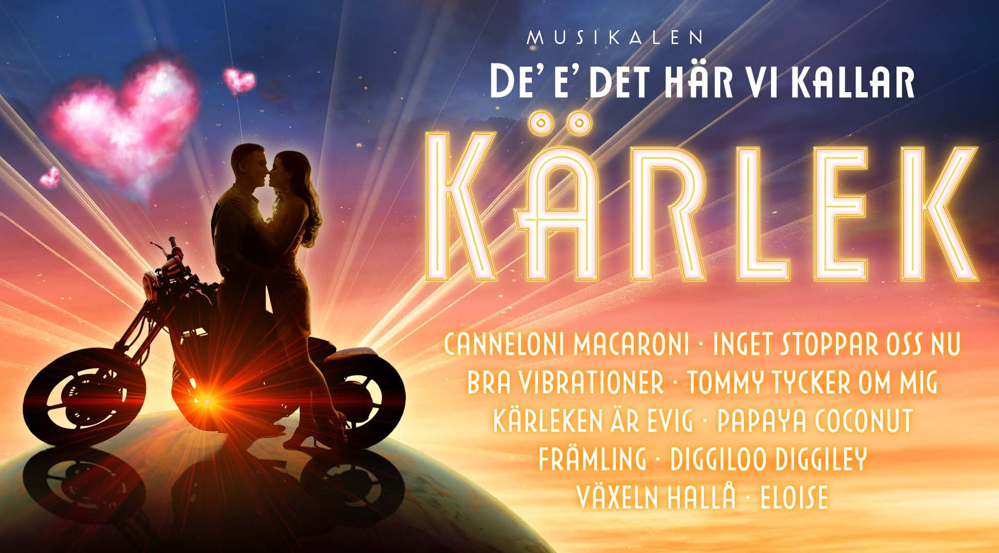 MUSIKALEN
DE' E' DET HÄR VI KALLAR
KÄRLEK
CANNELONI MACARONI · INGET STOPPAR OSS NU
BRA VIBRATIONER · TOMMY TYCKER OM MIG
KÄRLEKEN ÄR EVIG · PAPAYA COCONUT
FRÄMLING · DIGGILOO DIGGILEY
VÄXELN HALLÅ · ELOISE